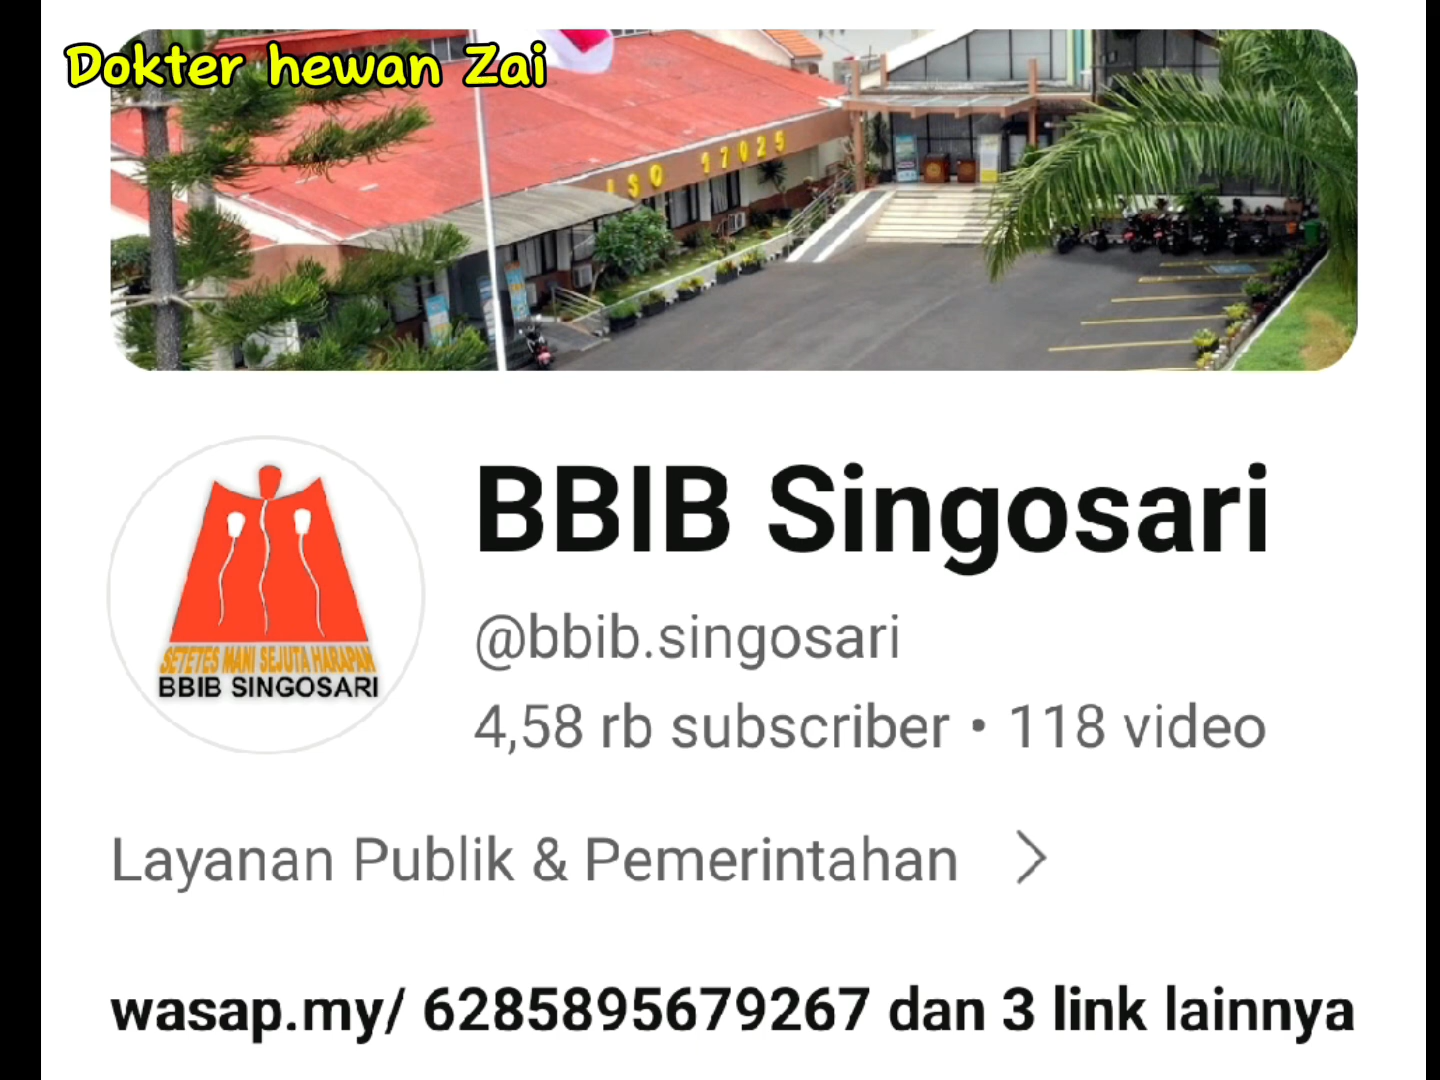 Dokter hewan Zai
ISO 17025
BBIB Singosari
@bbib.singosari
4,58 rb subscriber • 118 video
SETETES MANI SEJUTA HARAPAN
BBIB SINGOSARI
Layanan Publik & Pemerintahan
wasap.my/ 6285895679267 dan 3 link lainnya